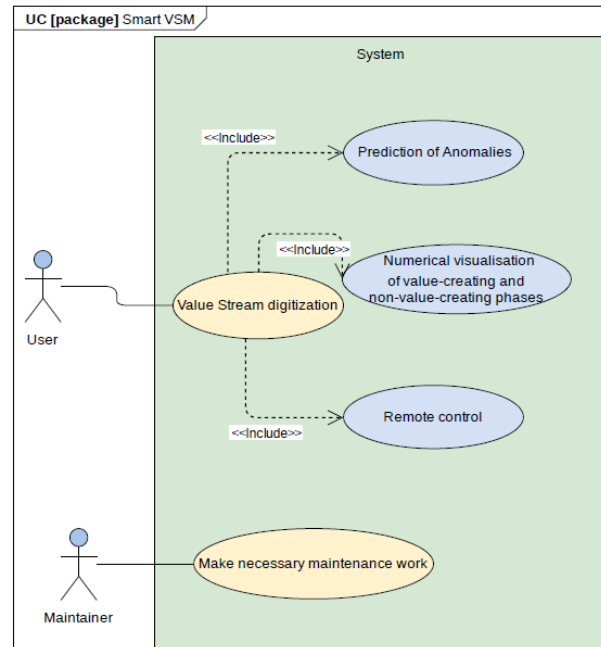 UC [package] Smart VSM
System
<<Include>>
Prediction of Anomalies
<<Include>>
Numerical visualisation
of value-creating and
non-value-creating phases
Value Stream digitization
User
Remote control
<<Include>>
Make necessary maintenance work
Maintainer